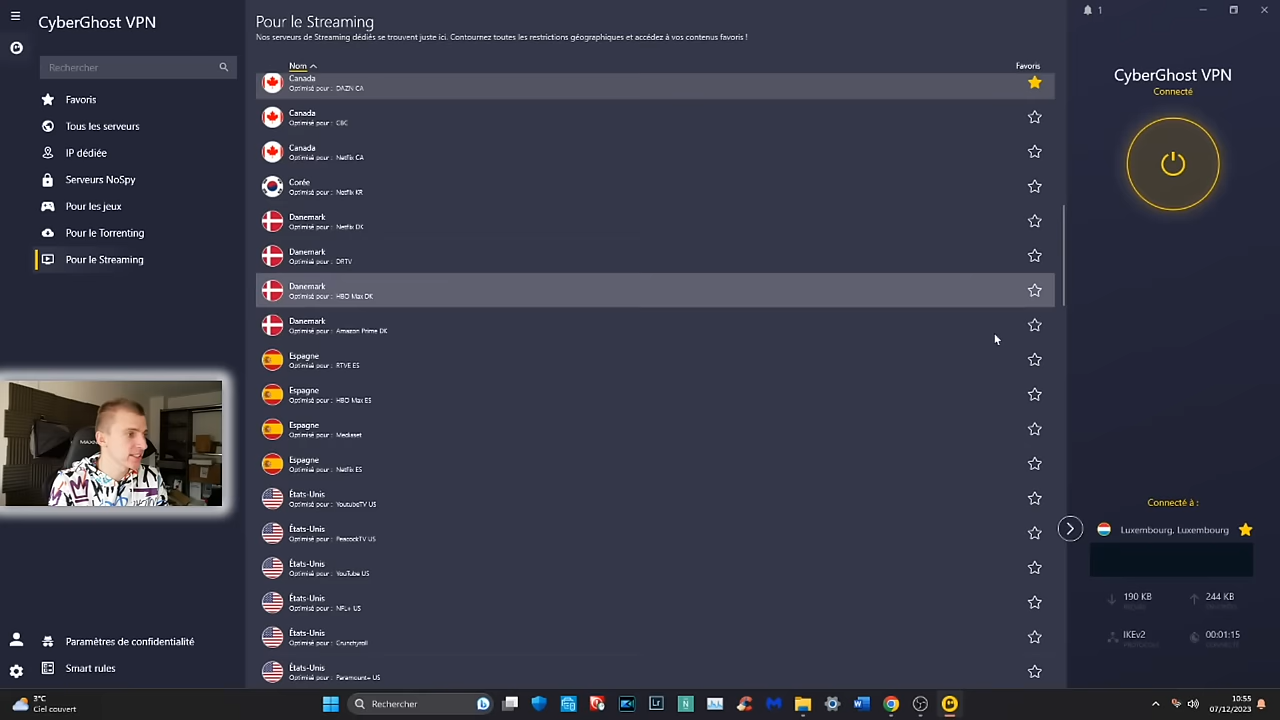 CyberGhost VPN
Rechercher
Favoris
Tous les serveurs
IP dédiée
Serveurs NoSpy
Pour les jeux
Pour le Torrenting
Pour le Streaming
Paramètres de confidentialité
Smart rules
Pour le Streaming
Nos serveurs de Streaming dédiés se trouvent juste ici. Contournez toutes les restrictions géographiques et accédez à vos contenus favoris !
Nom
Favoris
Canada
Optimisé pour : DAZN CA
Canada
Optimisé pour : CBC
Canada
Optimisé pour : Netflix CA
Corée
Optimisé pour : Netflix KR
Danemark
Optimisé pour : Netflix DK
Danemark
Optimisé pour : DRTV
Danemark
Optimisé pour : HBO Max DK
Danemark
Optimisé pour : Amazon Prime DK
Espagne
Optimisé pour : RTVE ES
Espagne
Optimisé pour : HBO Max ES
Espagne
Optimisé pour : Mediaset
Espagne
Optimisé pour : Netflix ES
États-Unis
Optimisé pour : YoutubeTV US
États-Unis
Optimisé pour : PeacockTV US
États-Unis
Optimisé pour : YouTube US
États-Unis
Optimisé pour : NFL+ US
États-Unis
Optimisé pour : Crunchyroll
États-Unis
Optimisé pour : Paramount+ US
1
CyberGhost VPN
Connecté
Connecté à :
Luxembourg, Luxembourg
190 KB
244 KB
IKEv2
00:01:15
3°C
Ciel couvert
Rechercher
10:55
07/12/2023